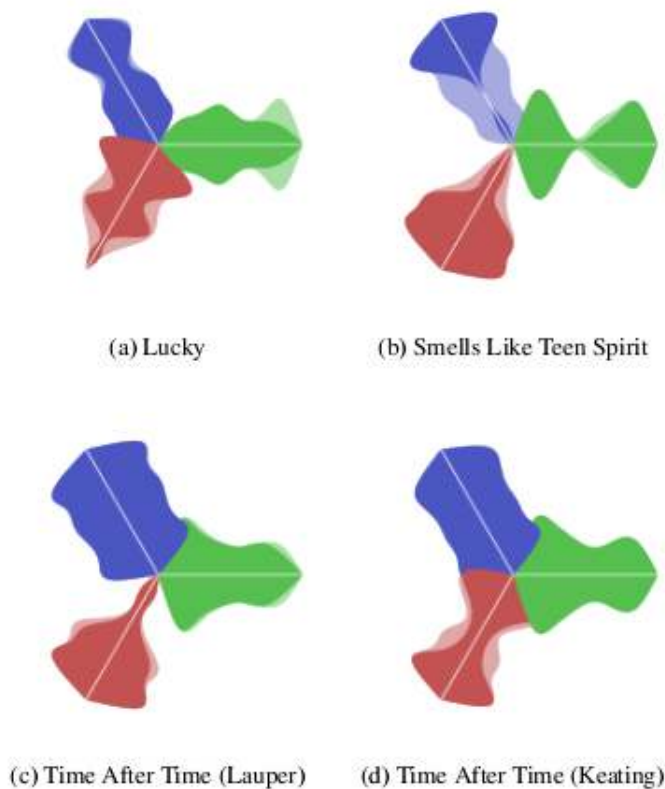 (a) Lucky
(b) Smells Like Teen Spirit
(c) Time After Time (Lauper)
(d) Time After Time (Keating)